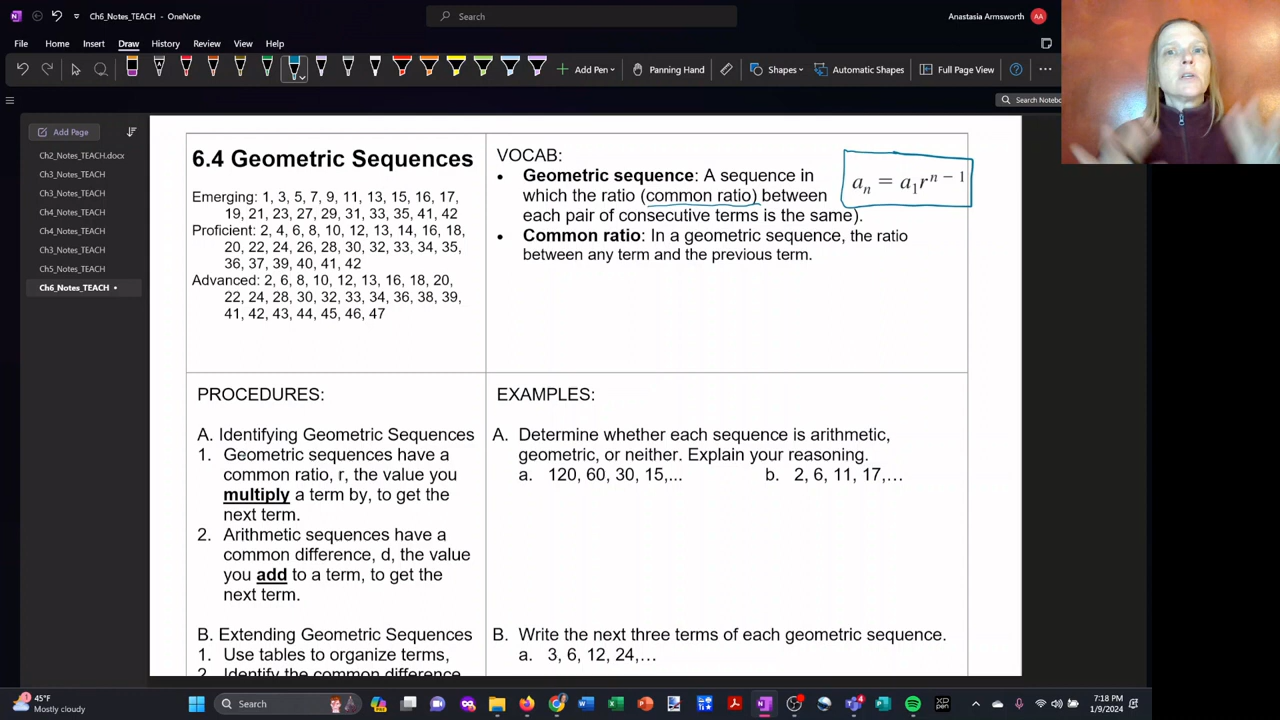 Ch6_Notes_TEACH - OneNote
Search
Anastasia Armsworth
AA
File Home Insert Draw History Review View Help
Add Pen
Panning Hand
Shapes
Automatic Shapes
Full Page View
Search Notebo
Add Page
Ch2_Notes_TEACH.docx
Ch3_Notes_TEACH
Ch3_Notes_TEACH
Ch4_Notes_TEACH
Ch4_Notes_TEACH
Ch3_Notes_TEACH
Ch5_Notes_TEACH
Ch6_Notes_TEACH
6.4 Geometric Sequences
Emerging: 1, 3, 5, 7, 9, 11, 13, 15, 16, 17,
19, 21, 23, 27, 29, 31, 33, 35, 41, 42
Proficient: 2, 4, 6, 8, 10, 12, 13, 14, 16, 18,
20, 22, 24, 26, 28, 30, 32, 33, 34, 35,
36, 37, 39, 40, 41, 42
Advanced: 2, 6, 8, 10, 12, 13, 16, 18, 20,
22, 24, 28, 30, 32, 33, 34, 36, 38, 39,
41, 42, 43, 44, 45, 46, 47
VOCAB:
• Geometric sequence: A sequence in
which the ratio (common ratio) between
each pair of consecutive terms is the same).
• Common ratio: In a geometric sequence, the ratio
between any term and the previous term.
aₙ = a₁rⁿ⁻¹
PROCEDURES:
A. Identifying Geometric Sequences
1. Geometric sequences have a
common ratio, r, the value you
multiply a term by, to get the
next term.
2. Arithmetic sequences have a
common difference, d, the value
you add to a term, to get the
next term.
B. Extending Geometric Sequences
1. Use tables to organize terms,
2. Identify the common difference
EXAMPLES:
A. Determine whether each sequence is arithmetic,
geometric, or neither. Explain your reasoning.
a. 120, 60, 30, 15,... b. 2, 6, 11, 17,…
B. Write the next three terms of each geometric sequence.
a. 3, 6, 12, 24,…
45°F
Mostly cloudy
Search
7:18 PM
1/9/2024